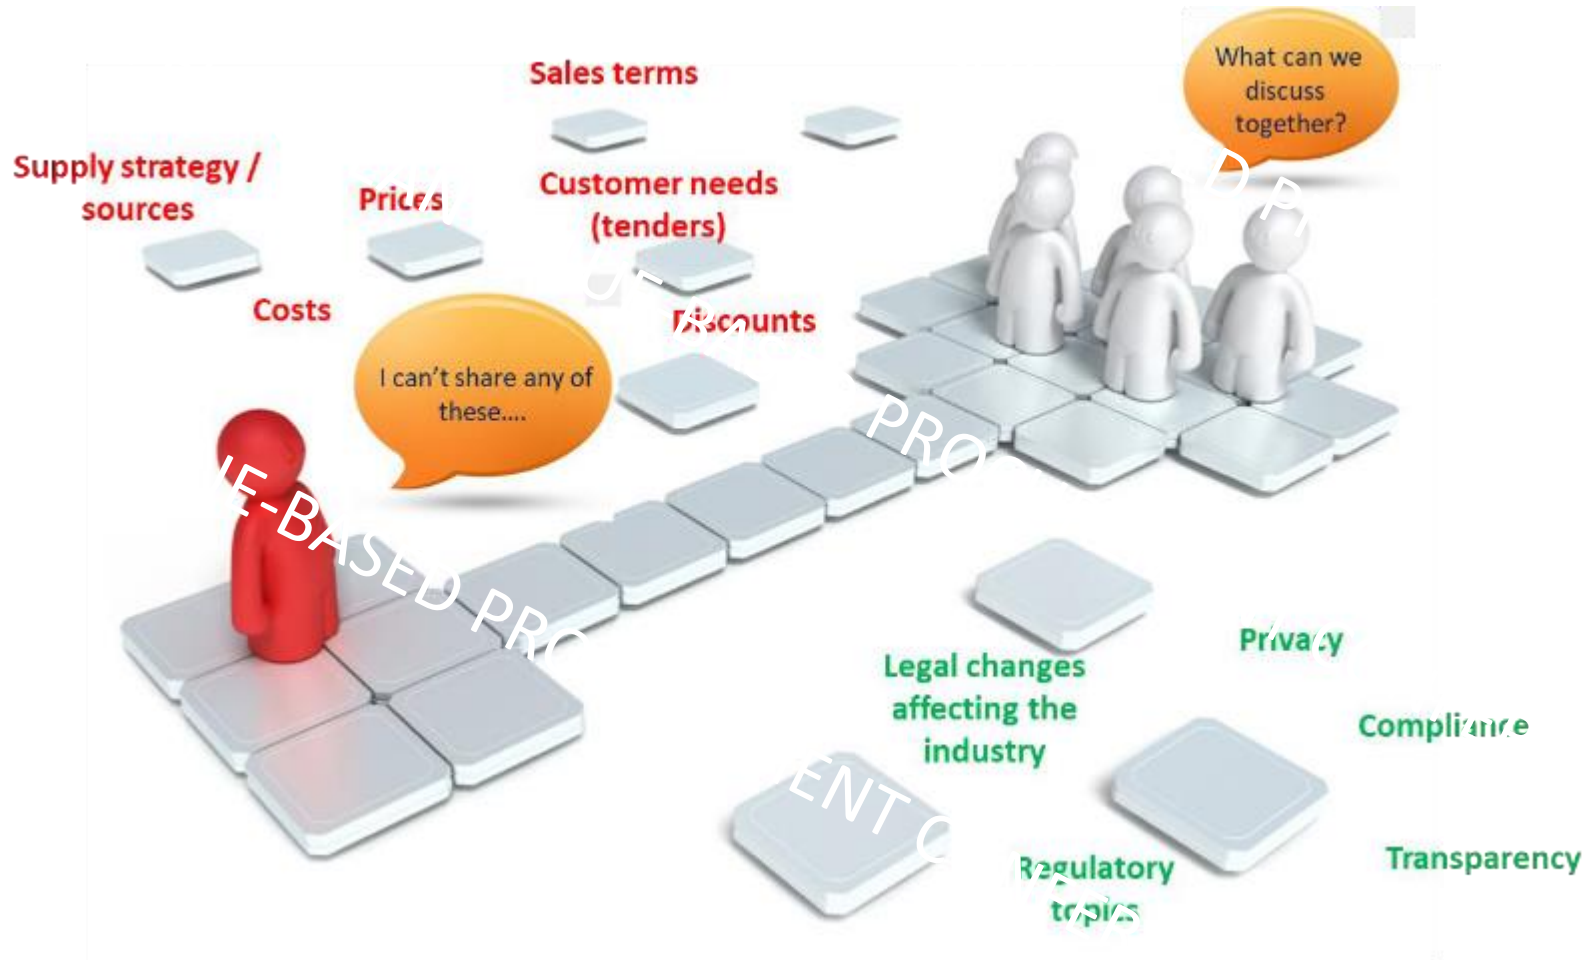 What can we
discuss
together?
Sales terms
Supply strategy /
sources
Prices
Customer needs
(tenders)
Costs
Discounts
I can't share any of
these....
Legal changes
affecting the
industry
Privacy
Compliance
Regulatory
topics
Transparency